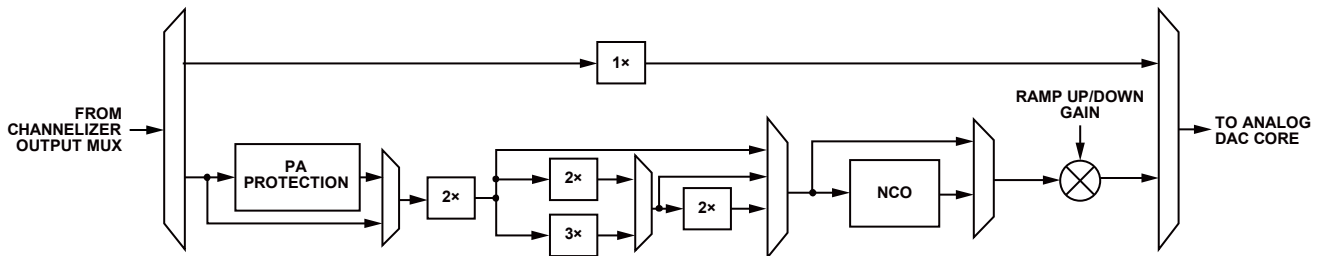 1×
FROM
CHANNELIZER
OUTPUT MUX
RAMP UP/DOWN
GAIN
TO ANALOG
DAC CORE
PA
PROTECTION
2×
2×
3×
2×
NCO